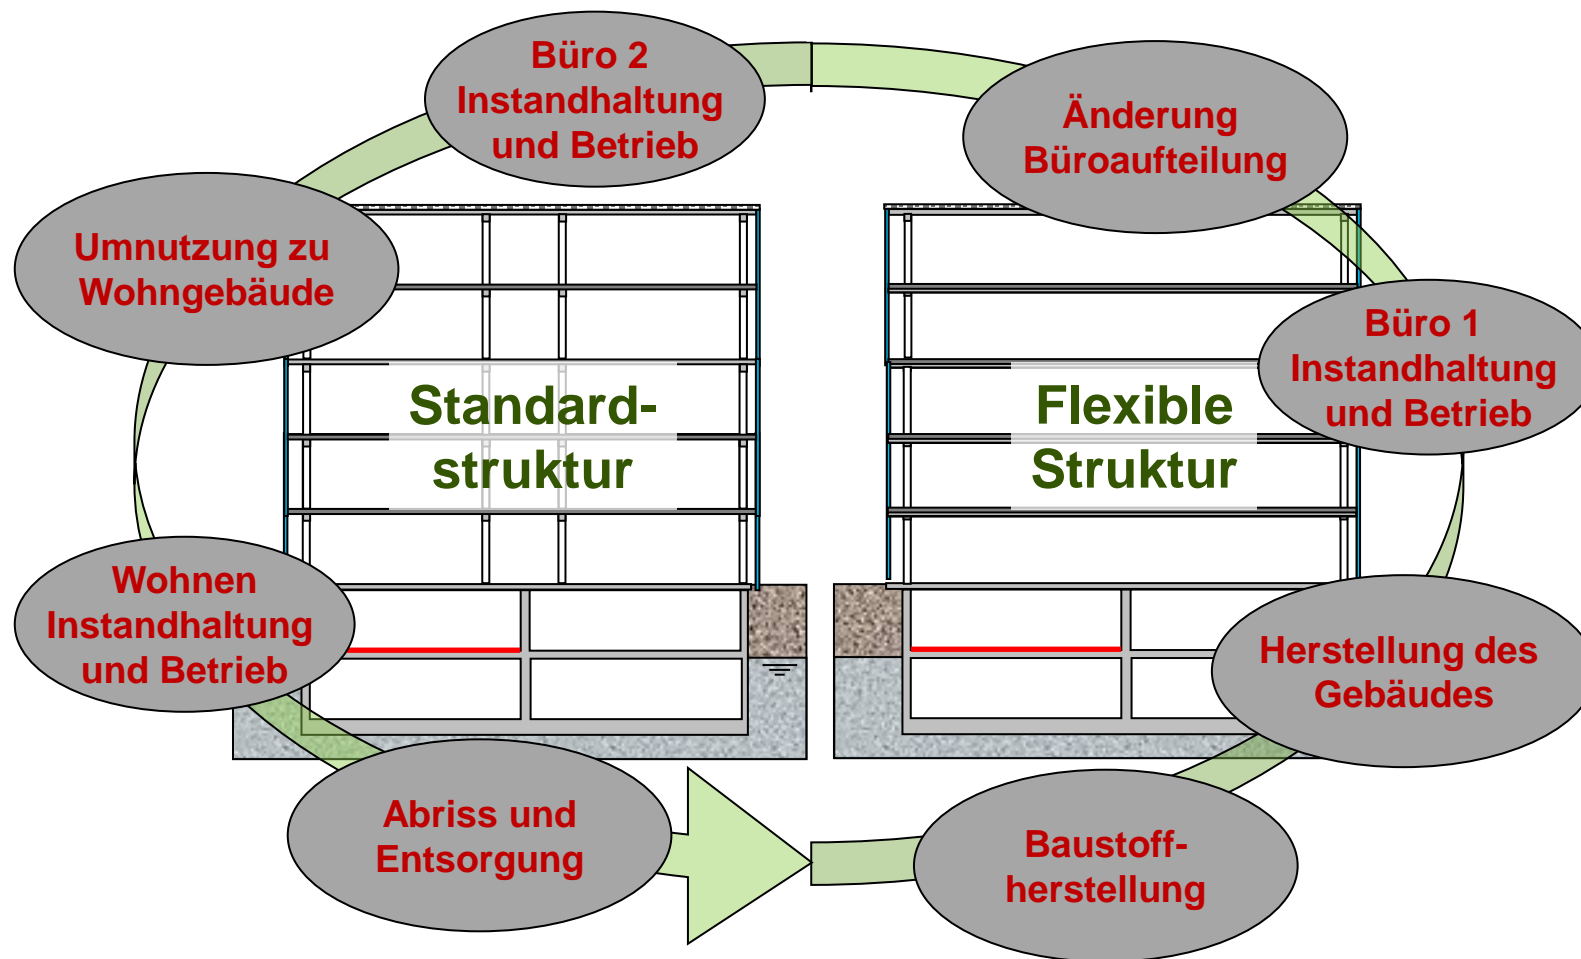 Büro 2
Instandhaltung
und Betrieb
Änderung
Büroaufteilung
Umnutzung zu
Wohngebäude
Büro 1
Instandhaltung
und Betrieb
Standard-
struktur
Flexible
Struktur
Wohnen
Instandhaltung
und Betrieb
Herstellung des
Gebäudes
Abriss und
Entsorgung
Baustoff-
herstellung